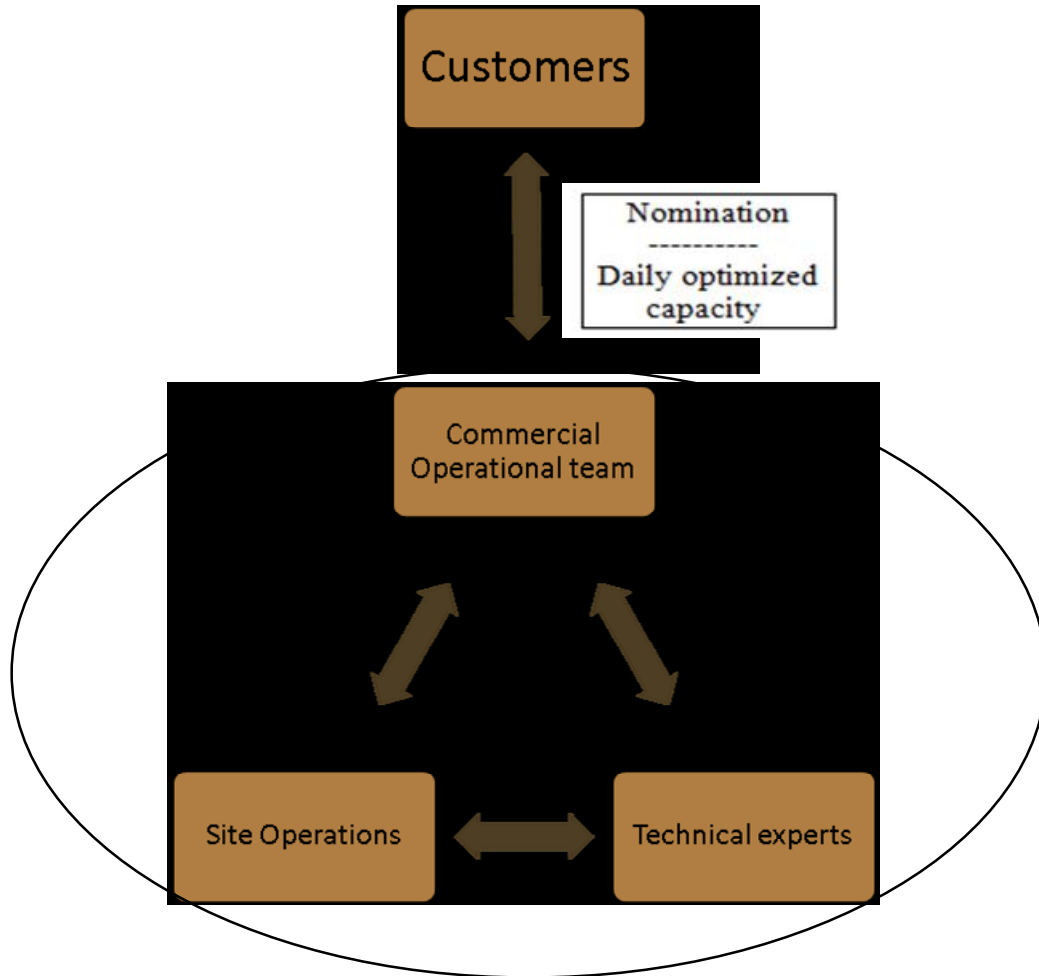 Customers
Nomination
----------
Daily optimized
capacity
Commercial
Operational team
Site Operations
Technical experts